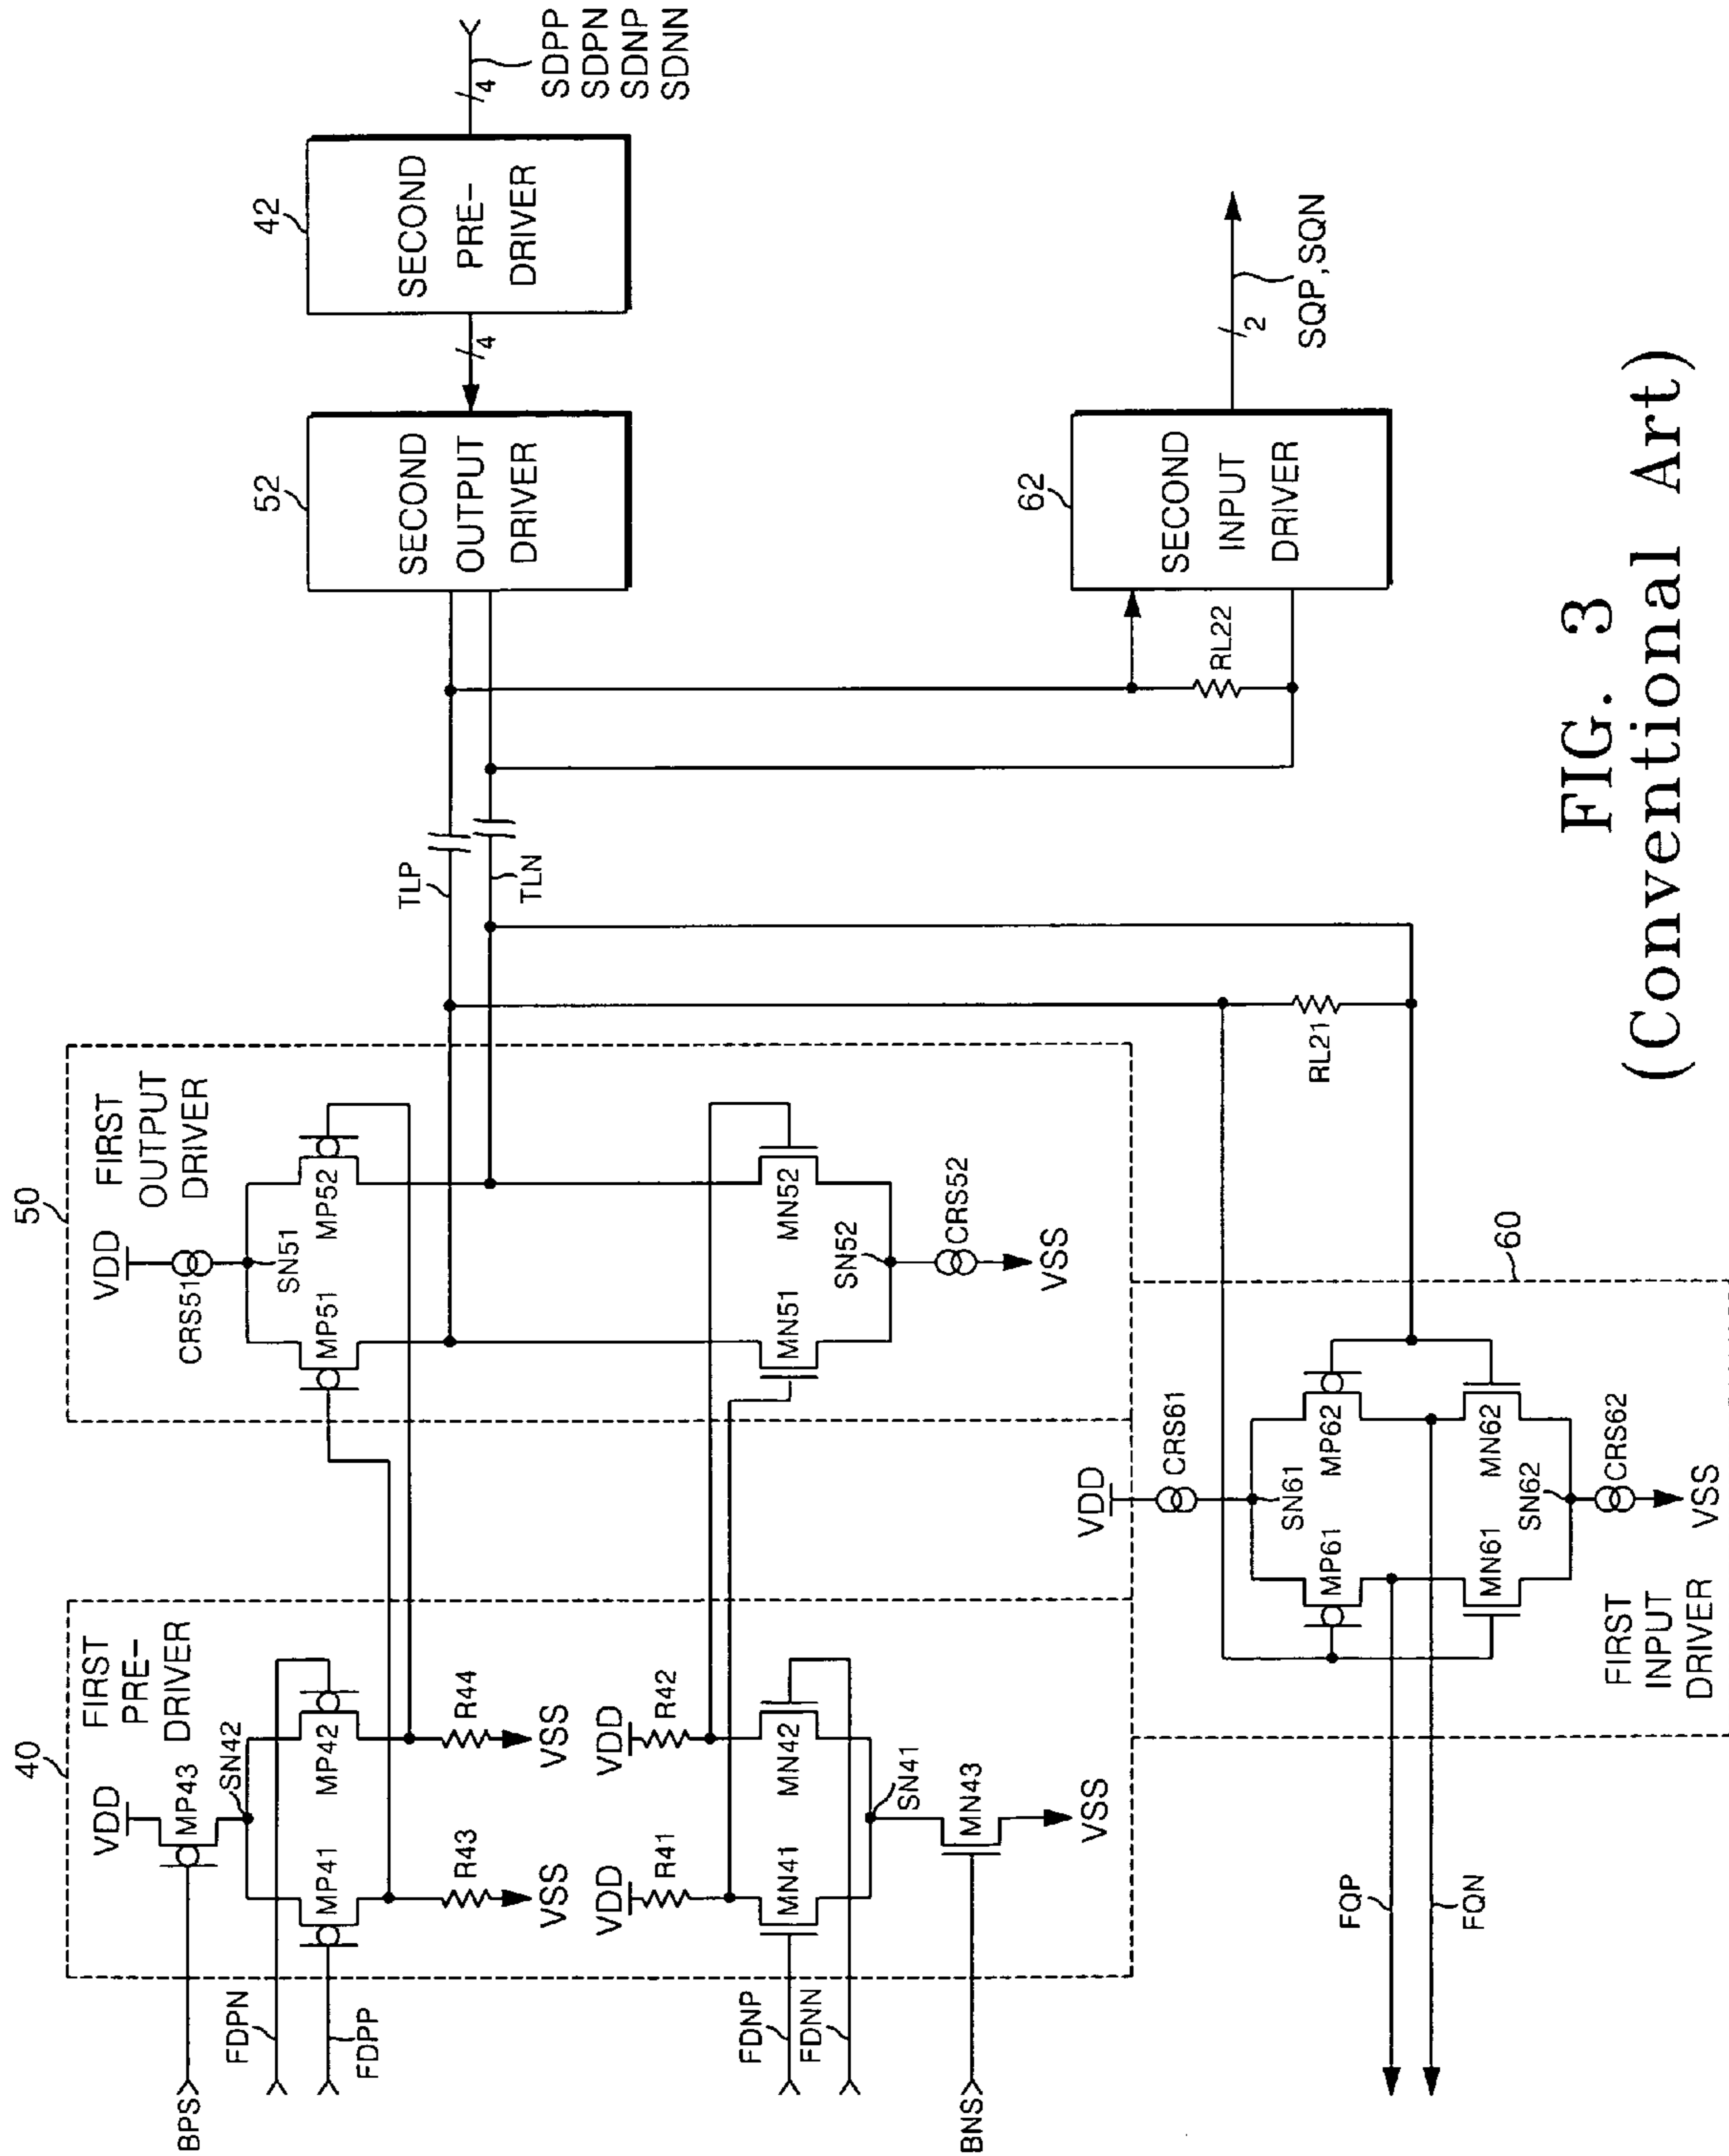 40
FIRST
PRE-
DRIVER
VDD
MP43
SN42
MP41
MP42
R43
R44
VSS
VSS
VDD
VDD
R41
R42
MN41
MN42
SN41
MN43
VSS
BPS
FDPN
FDPP
FDNP
FDNN
BNS
50
FIRST
OUTPUT
DRIVER
VDD
CRS51
SN51
MP51
MP52
MN51
MN52
SN52
CRS52
VSS
TLP
TLN
52
SECOND
OUTPUT
DRIVER
4
42
SECOND
PRE-
DRIVER
4
SDPP
SDPN
SDNP
SDNN
RL21
RL22
62
SECOND
INPUT
DRIVER
2
SQP,SQN
60
VDD
CRS61
SN61
MP61
MP62
MN61
MN62
SN62
CRS62
VSS
FIRST
INPUT
DRIVER
FQP
FQN
FIG. 3
(Conventional Art)